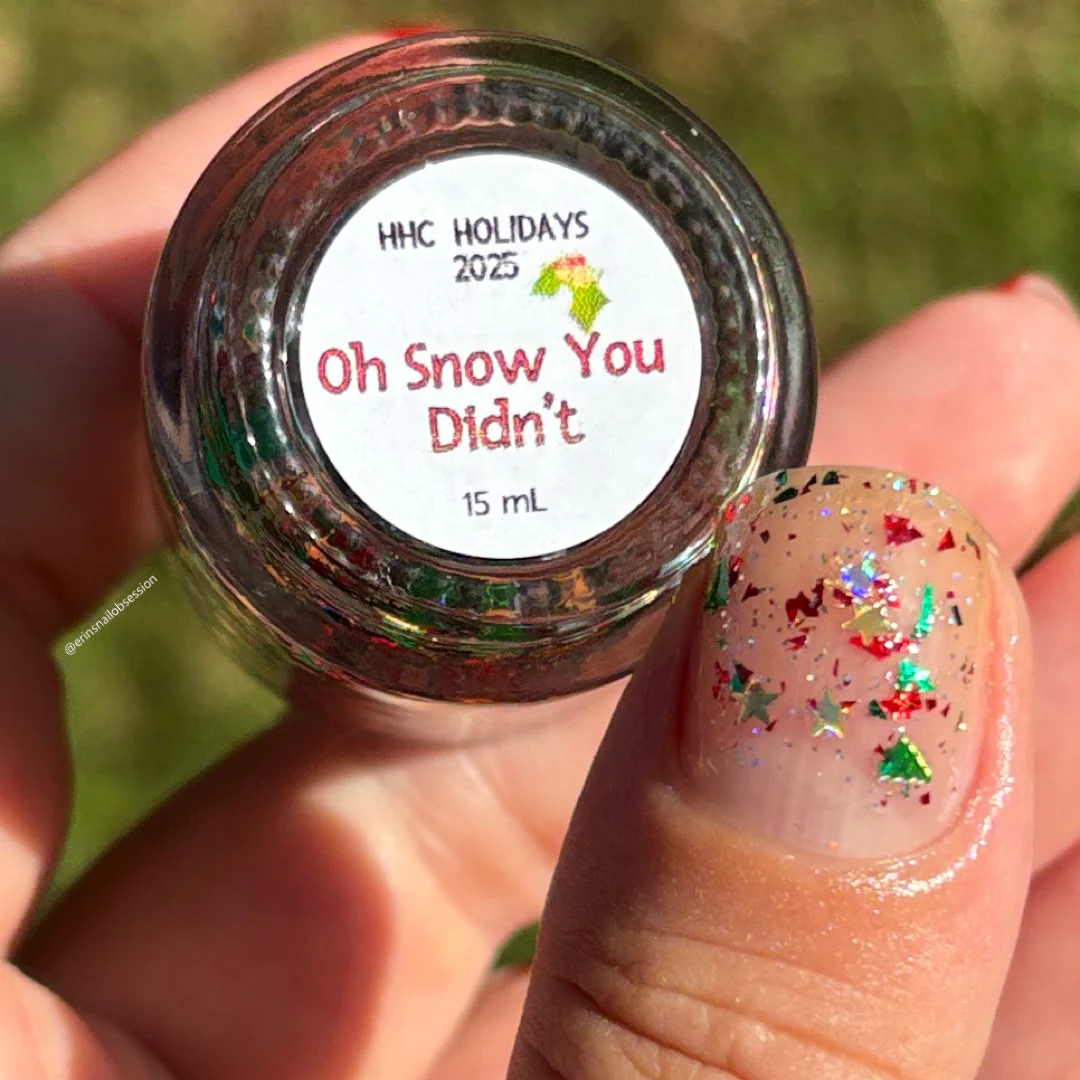 HHC HOLIDAYS
2025
Oh Snow You
Didn't
15 mL
@erinsnailobsession